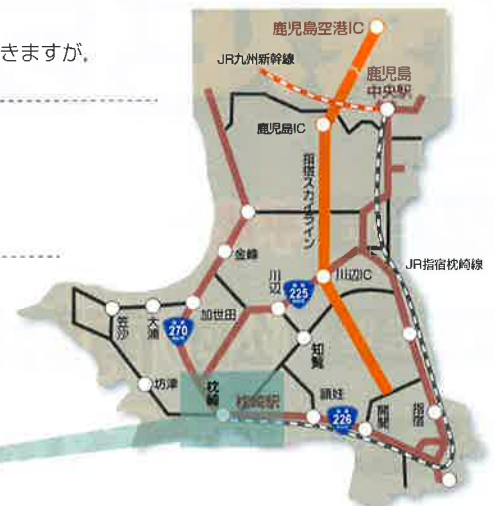 きますが、
鹿児島空港IC
JR九州新幹線
鹿児島
中央駅
鹿児島IC
指宿スカイライン
金峰
川辺
225
川辺IC
JR指宿枕崎線
笠沙
大浦
加世田
270
知覧
坊津
枕崎
枕崎駅
頴娃
226
開聞
指宿